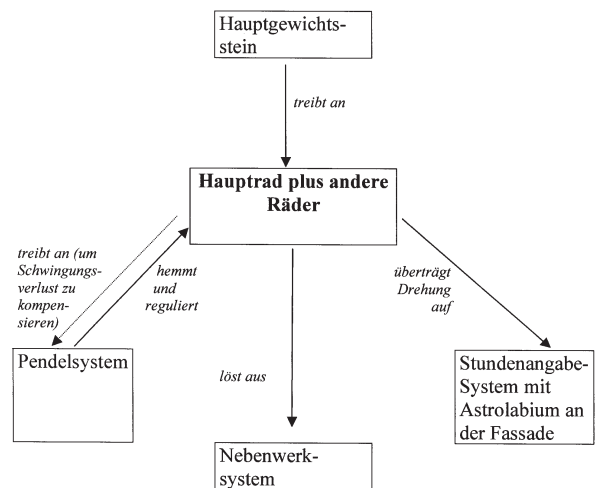 Hauptgewichts-
stein
treibt an
Hauptrad plus andere
Räder
treibt an (um
Schwingungs-
verlust zu
kompen-
sieren)
hemmt
und
reguliert
überträgt
Drehung
auf
Pendelsystem
löst aus
Stundenangabe-
System mit
Astrolabium an
der Fassade
Nebenwerk-
system